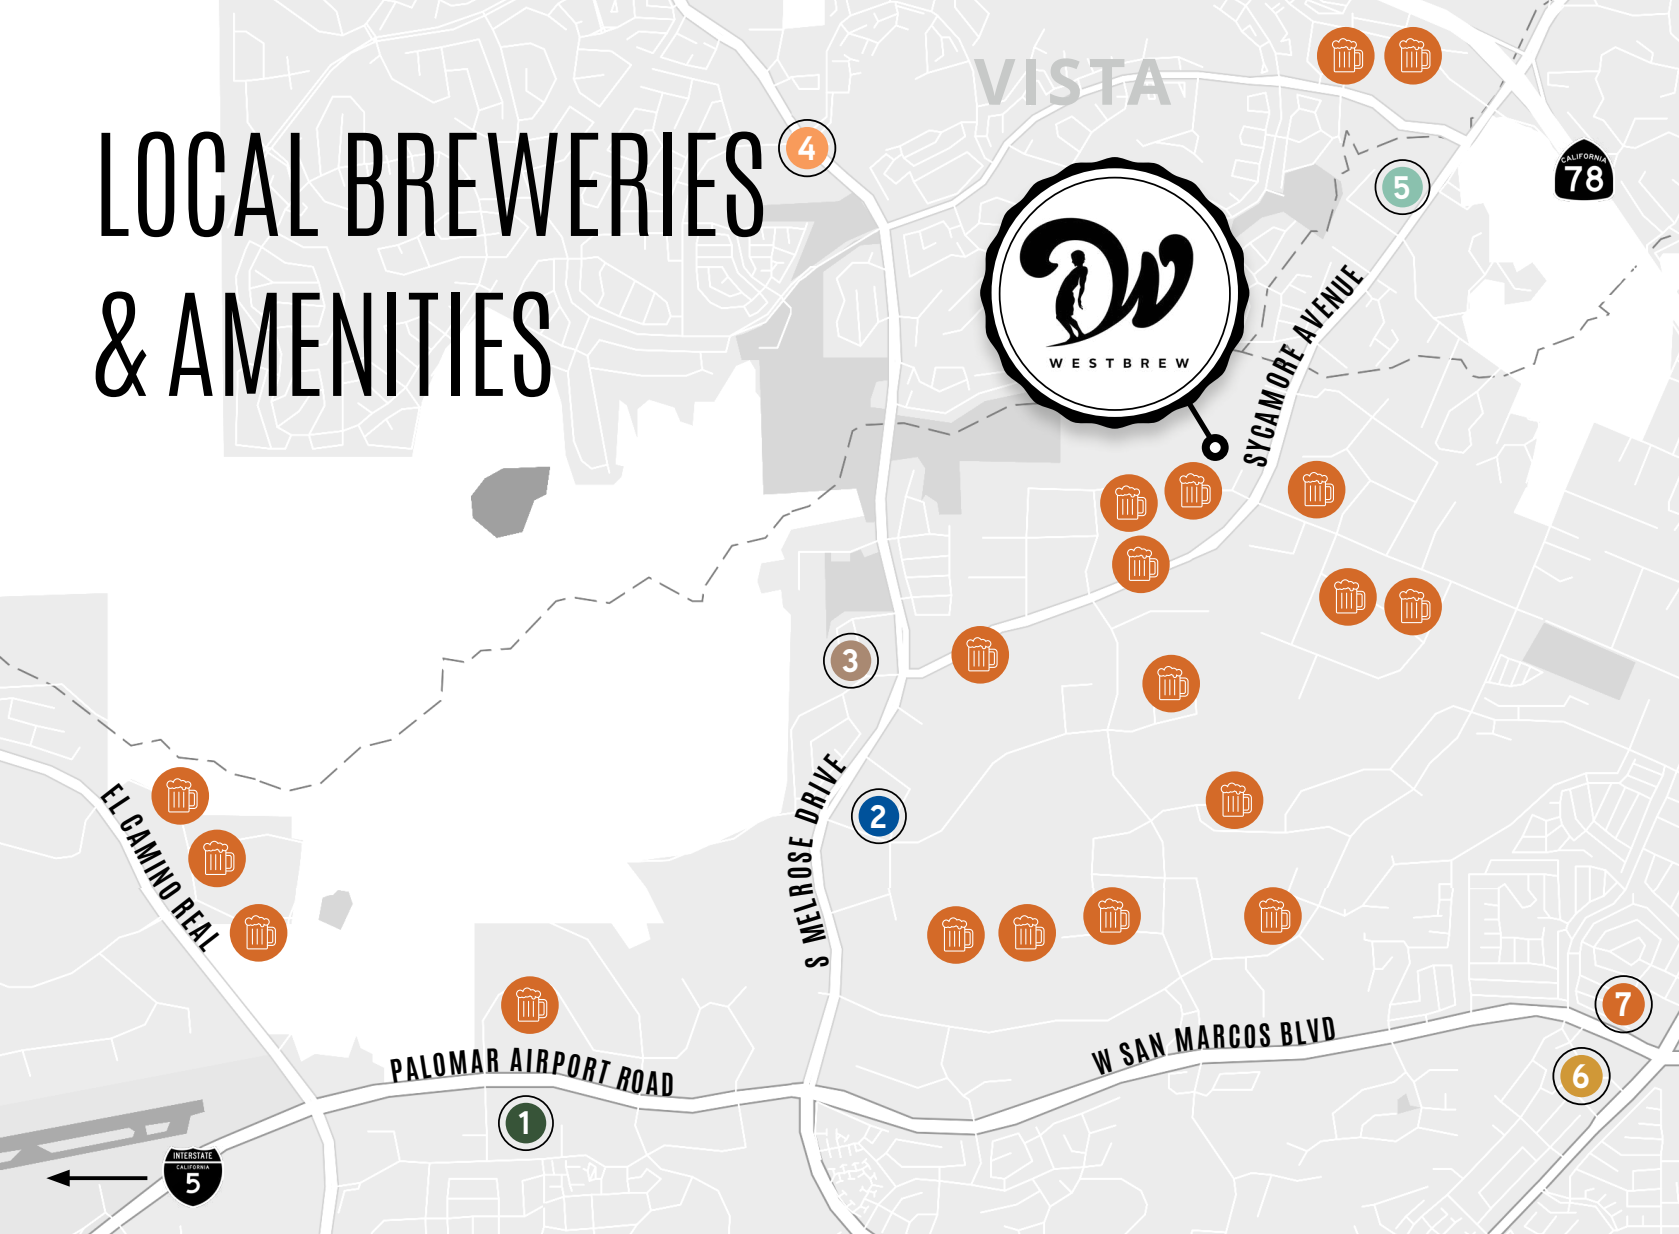 VISTA
LOCAL BREWERIES
& AMENITIES
4
CALIFORNIA
78
5
WESTBREW
SYCAMORE AVENUE
3
S MELROSE DRIVE
2
EL CAMINO REAL
7
W SAN MARCOS BLVD
PALOMAR AIRPORT ROAD
6
1
INTERSTATE
CALIFORNIA
5